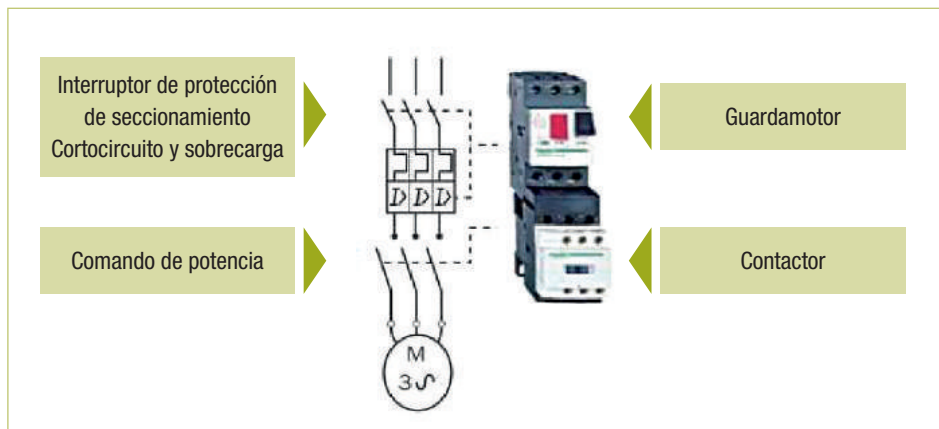 Interruptor de protección
de seccionamiento
Cortocircuito y sobrecarga
Guardamotor
I> I> I>
Comando de potencia
Contactor
M
3∿